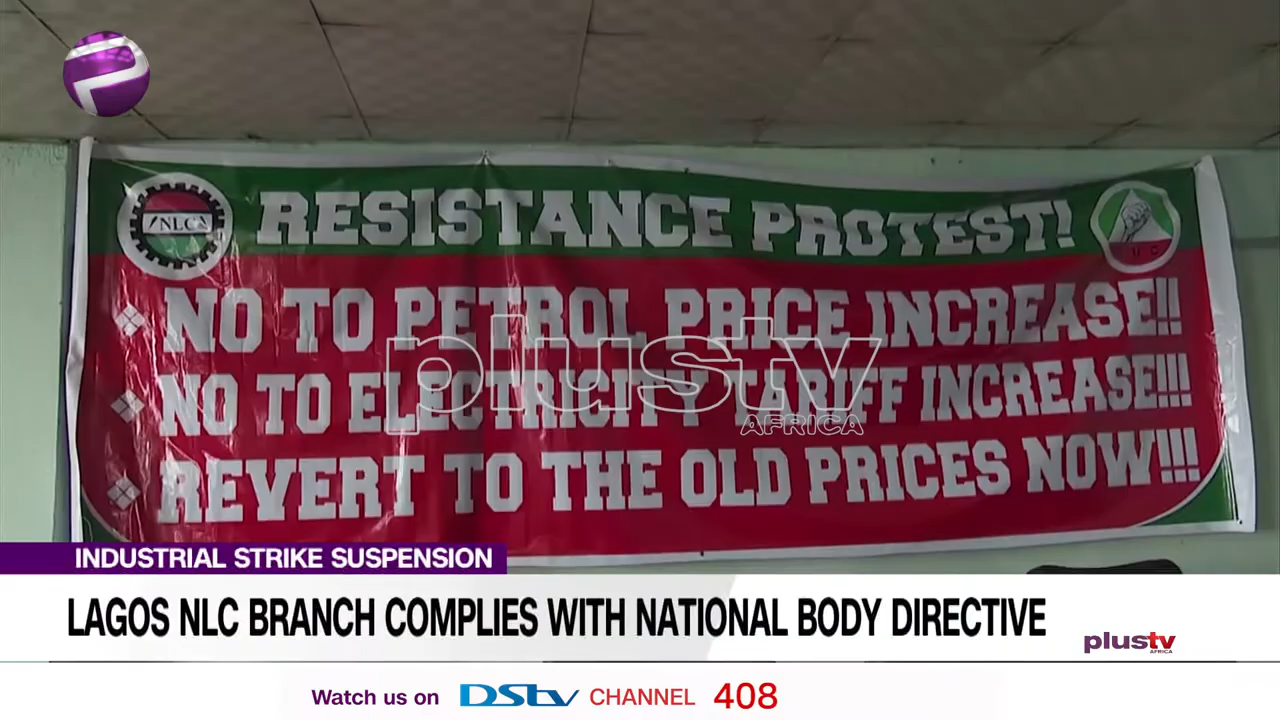 NLC
RESISTANCE PROTEST!
UC
NO TO PETROL PRICE INCREASE!!
NO TO ELECTRICITY TARIFF INCREASE!!!
REVERT TO THE OLD PRICES NOW!!!
plustv
AFRICA
INDUSTRIAL STRIKE SUSPENSION
LAGOS NLC BRANCH COMPLIES WITH NATIONAL BODY DIRECTIVE
plustv
AFRICA
Watch us on DStv CHANNEL 408